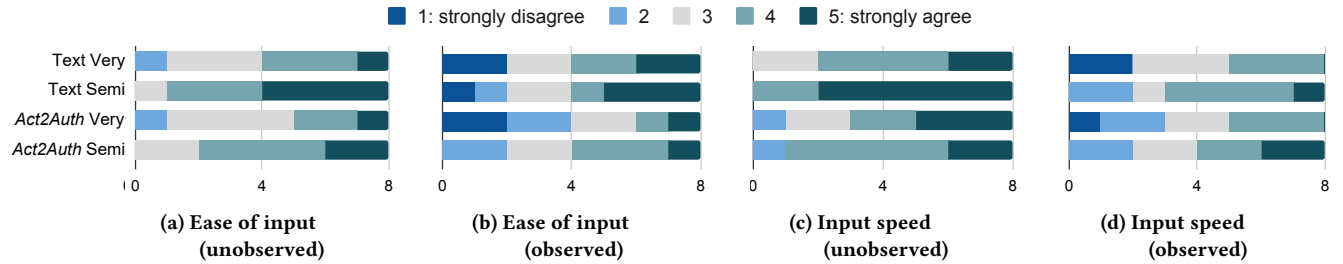 1: strongly disagree 2 3 4 5: strongly agree
Text Very
Text Semi
Act2Auth Very
Act2Auth Semi
( 0 4 8 0 4 8 0 4 8 0 4 8
(a) Ease of input (b) Ease of input (c) Input speed (d) Input speed
(unobserved) (observed) (unobserved) (observed)